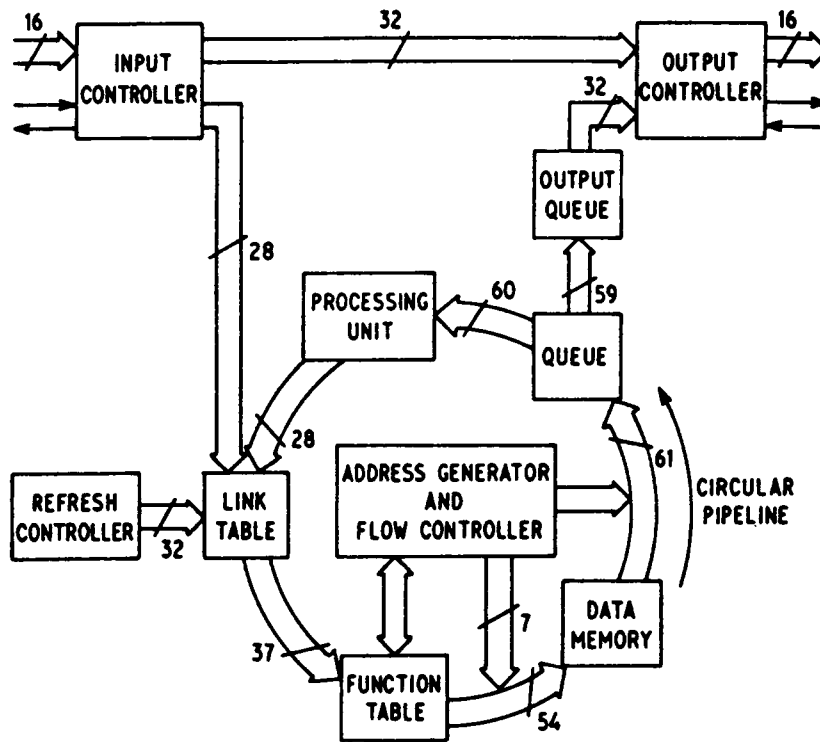 16
32
16
INPUT
CONTROLLER
OUTPUT
CONTROLLER
32
OUTPUT
QUEUE
28
60
59
PROCESSING
UNIT
QUEUE
28
61
ADDRESS GENERATOR
AND
FLOW CONTROLLER
CIRCULAR
PIPELINE
REFRESH
CONTROLLER
32
LINK
TABLE
7
DATA
MEMORY
37
FUNCTION
TABLE
54